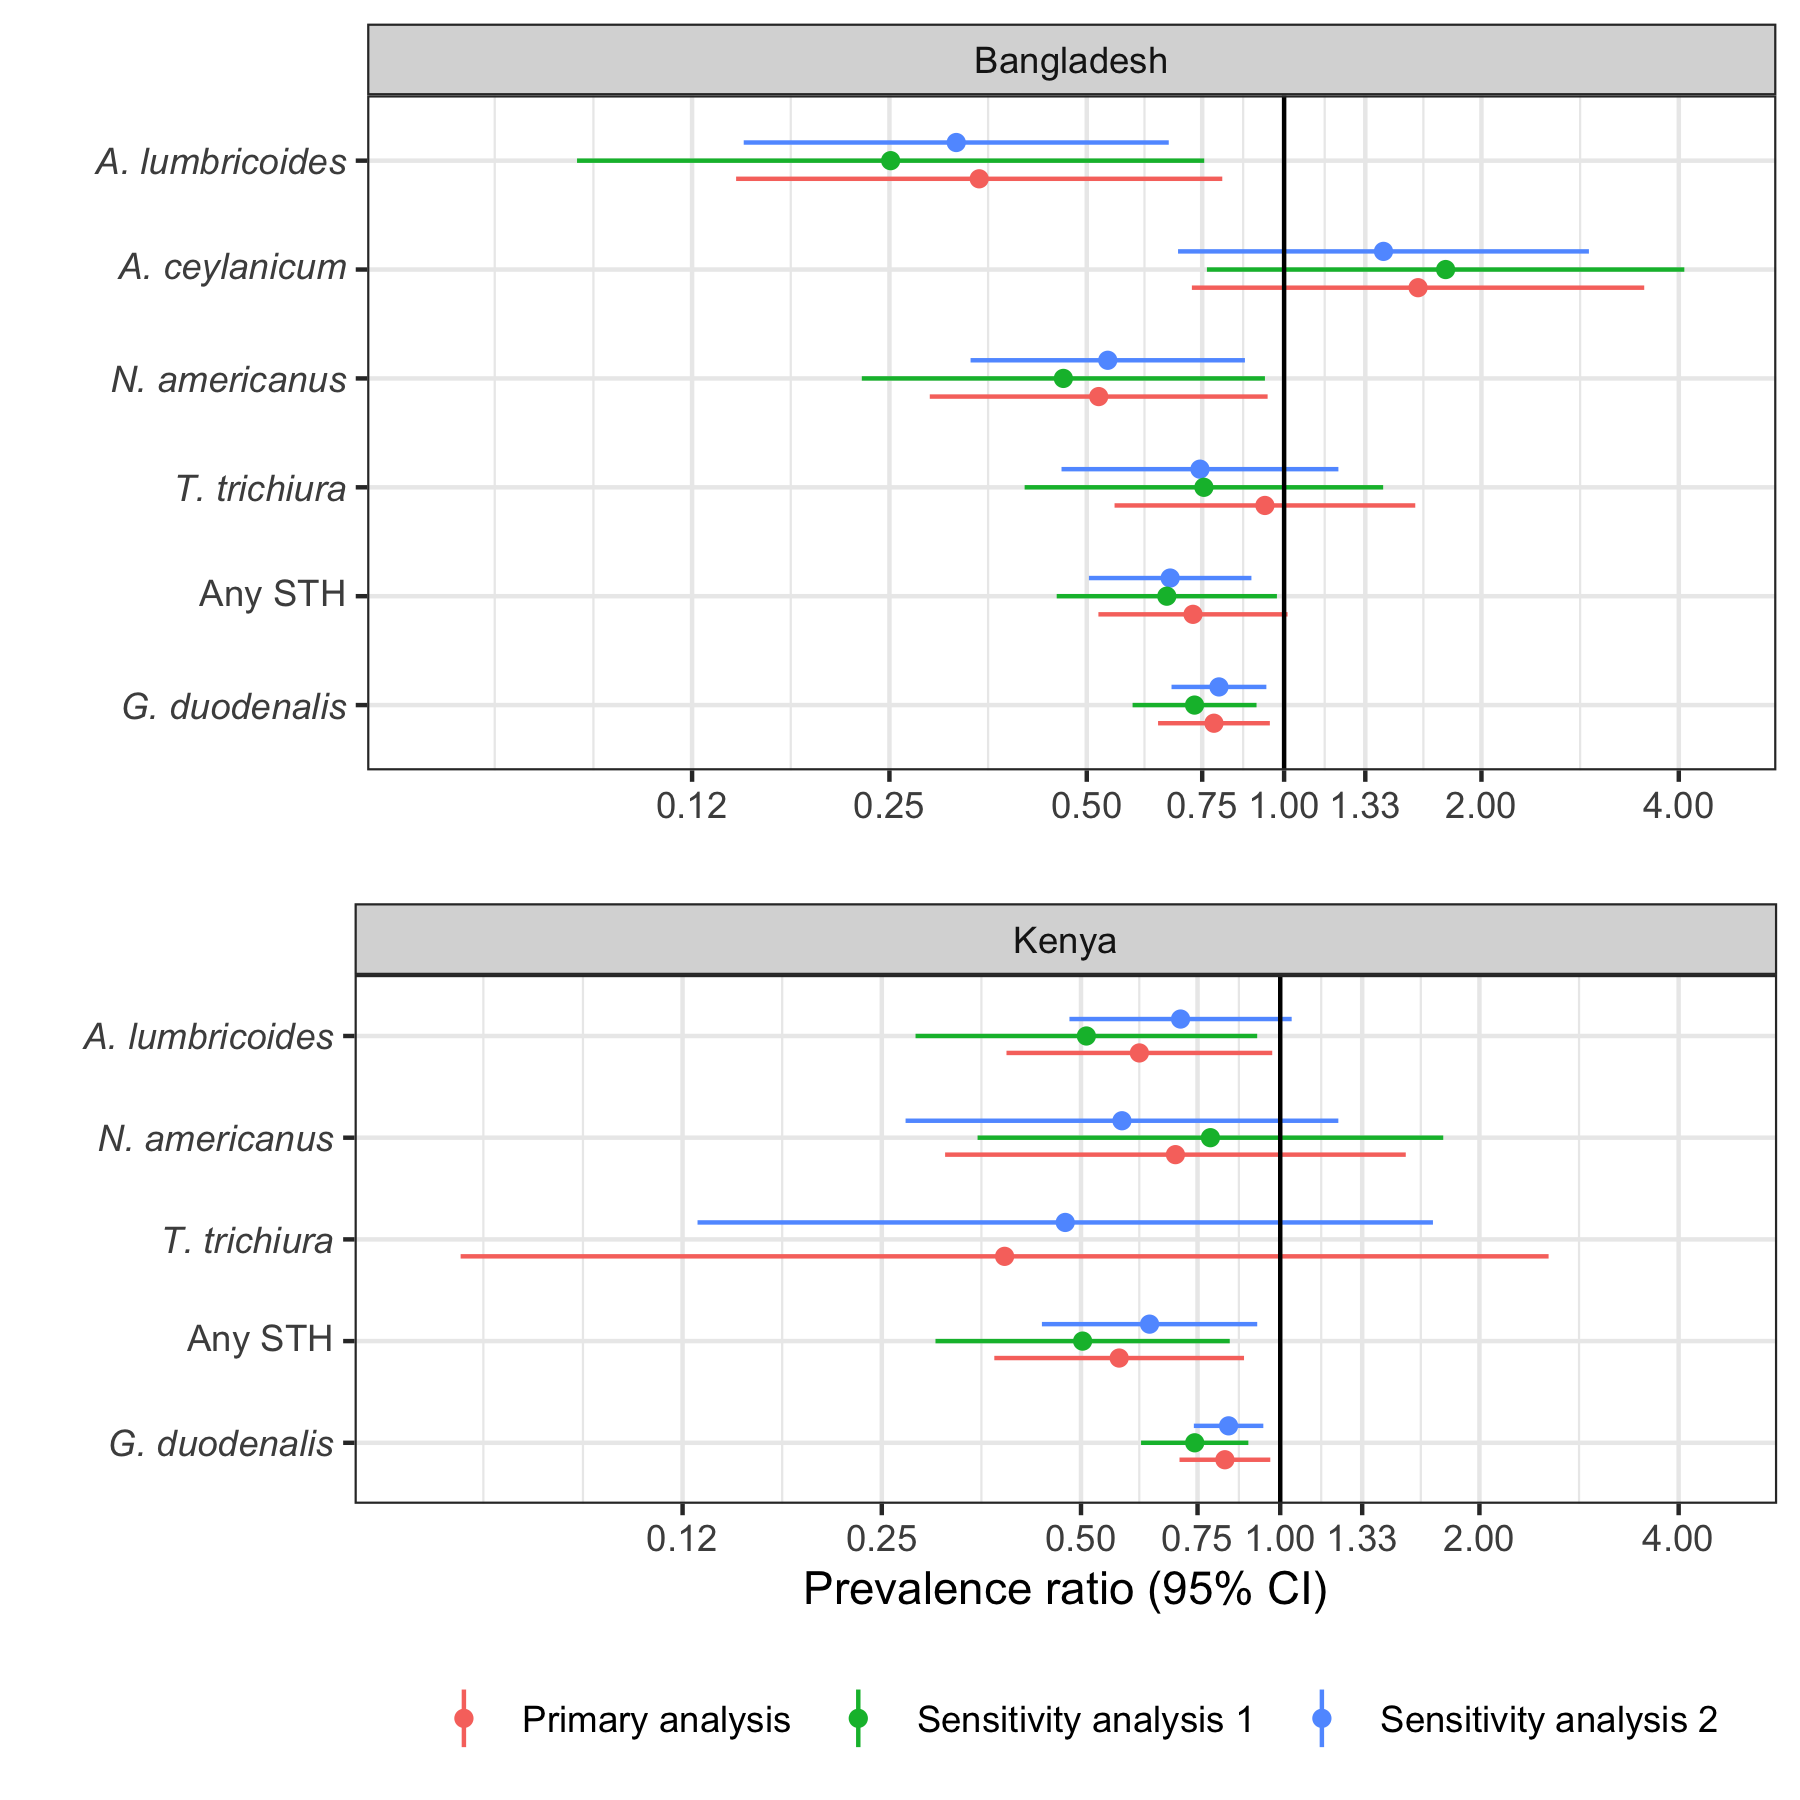 Bangladesh
A. lumbricoides
A. ceylanicum
N. americanus
T. trichiura
Any STH
G. duodenalis
0.12 0.25 0.50 0.75 1.00 1.33 2.00 4.00
Kenya
A. lumbricoides
N. americanus
T. trichiura
Any STH
G. duodenalis
0.12 0.25 0.50 0.75 1.00 1.33 2.00 4.00
Prevalence ratio (95% CI)
Primary analysis Sensitivity analysis 1 Sensitivity analysis 2